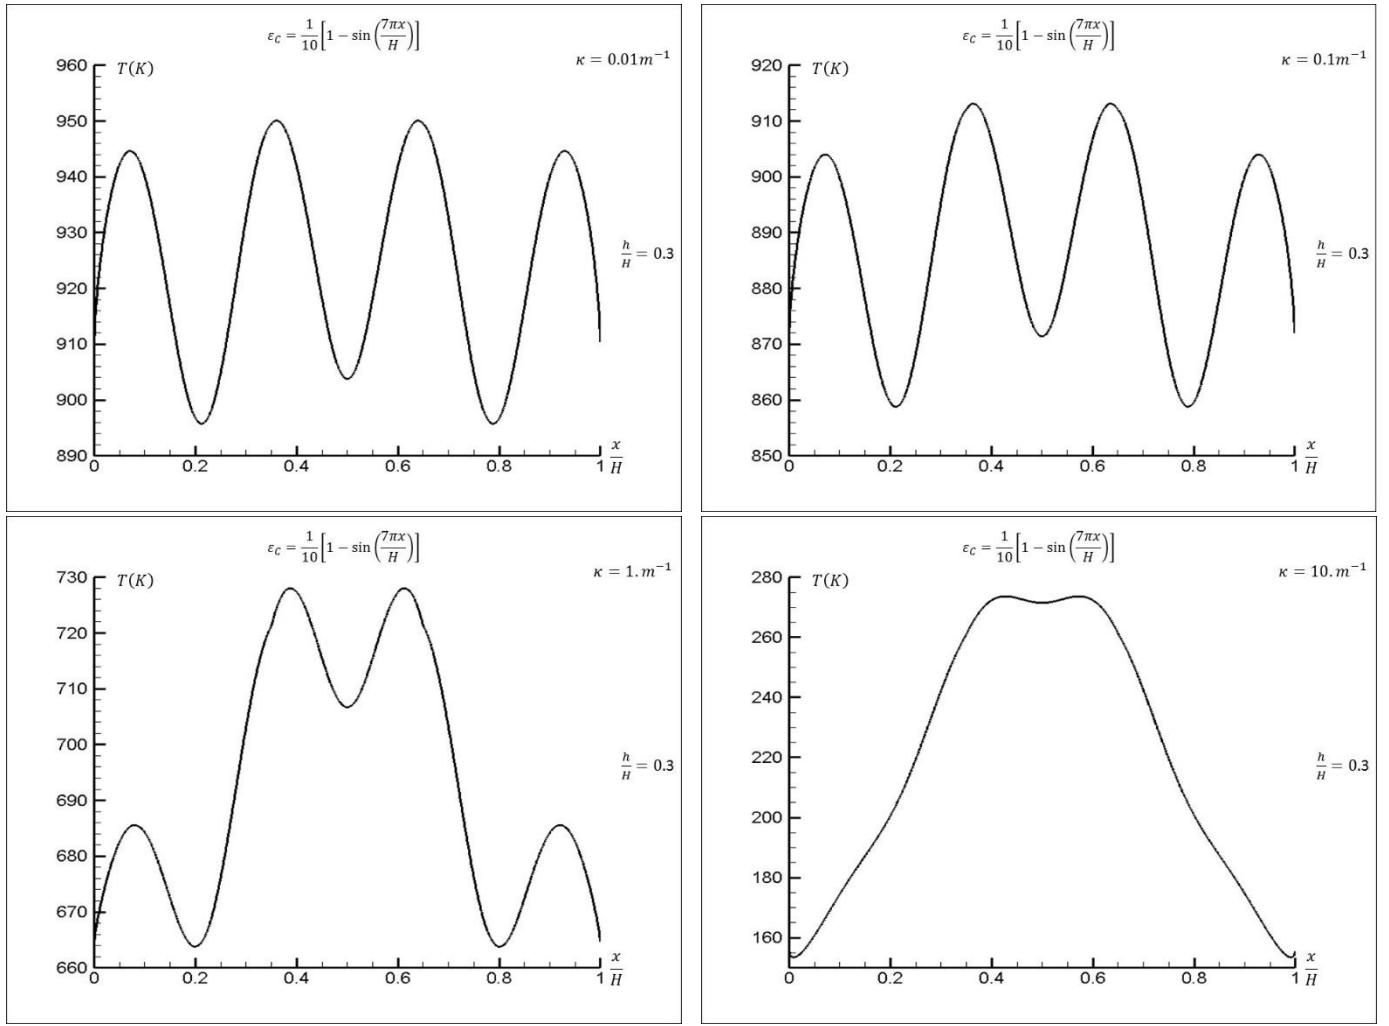 ε_C = 1/10 [1 − sin(7πx/H)]
κ = 0.01m⁻¹
960
T(K)
950
940
930
h/H = 0.3
920
910
900
890
0 0.2 0.4 0.6 0.8 1
x/H
ε_C = 1/10 [1 − sin(7πx/H)]
κ = 0.1m⁻¹
920
T(K)
910
900
890
h/H = 0.3
880
870
860
850
0 0.2 0.4 0.6 0.8 1
x/H
ε_C = 1/10 [1 − sin(7πx/H)]
κ = 1.m⁻¹
730
T(K)
720
710
700
h/H = 0.3
690
680
670
660
0 0.2 0.4 0.6 0.8 1
x/H
ε_C = 1/10 [1 − sin(7πx/H)]
κ = 10.m⁻¹
280
T(K)
260
240
220
h/H = 0.3
200
180
160
0 0.2 0.4 0.6 0.8 1
x/H